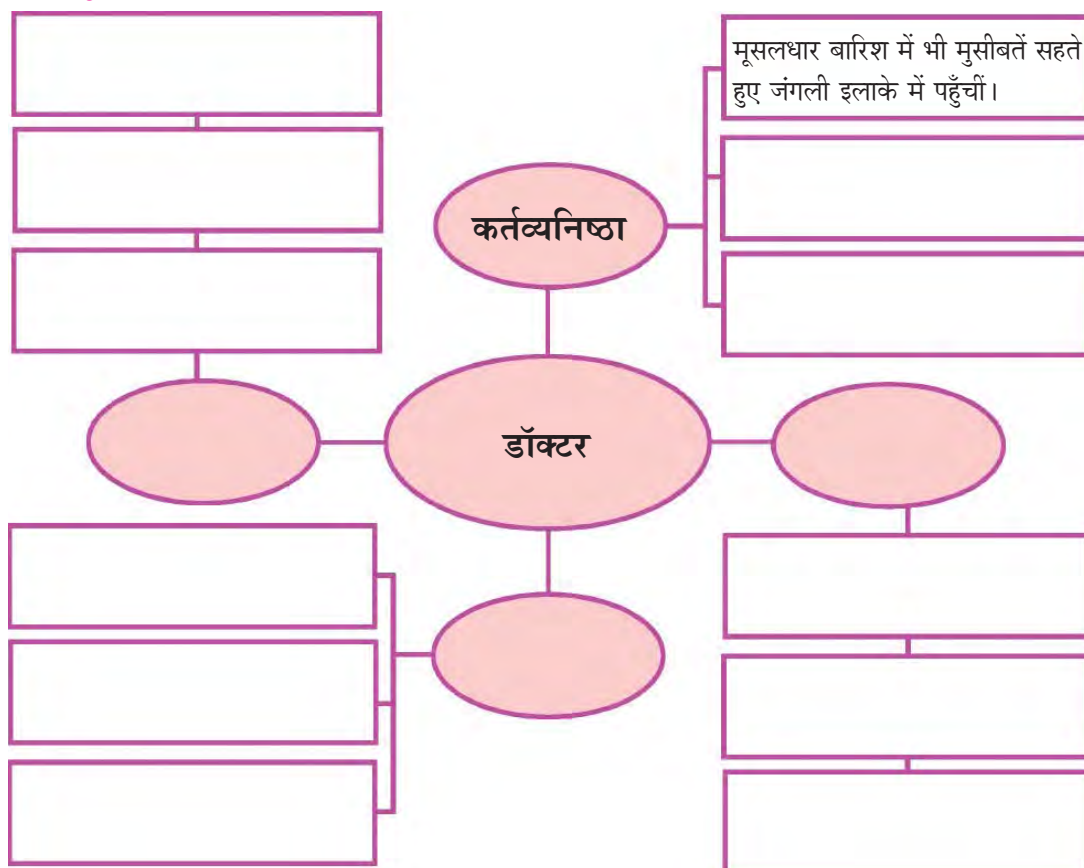 मूसलधार बारिश में भी मुसीबतें सहते
हुए जंगली इलाके में पहुँचीं।
कर्तव्यनिष्ठा
डॉक्टर